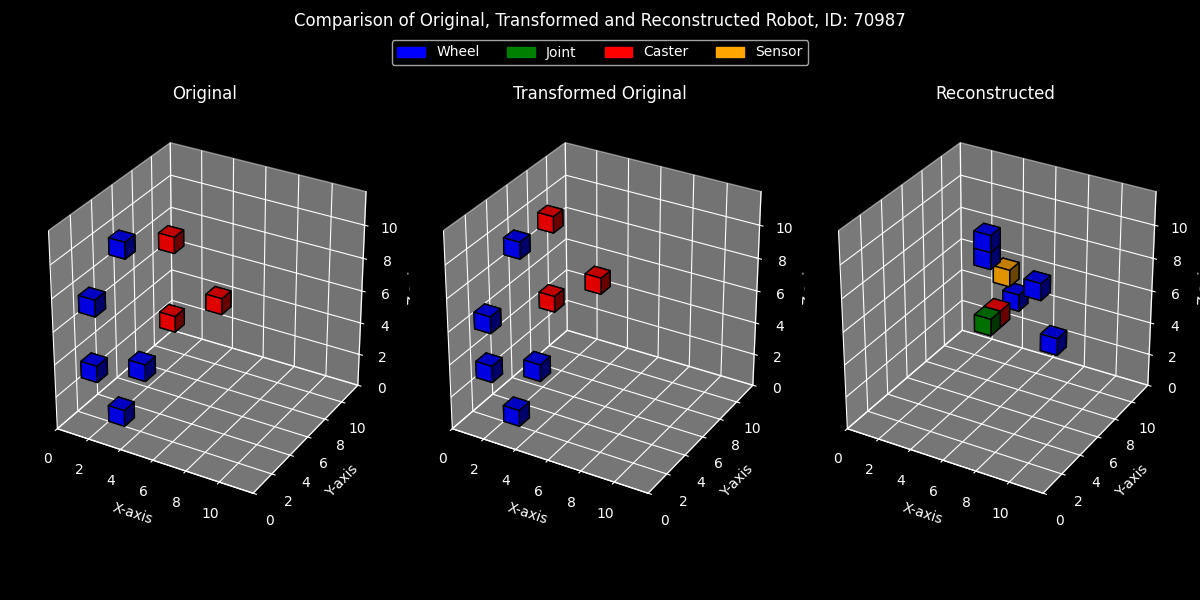 Comparison of Original, Transformed and Reconstructed Robot, ID: 70987
Wheel Joint Caster Sensor
Original Transformed Original Reconstructed
10 10 10
8 8 8
6 6 6
4 4 4
2 2 2
0 0 0
0 2 4 6 8 10 0 2 4 6 8 10 0 2 4 6 8 10
0 2 4 6 8 10 0 2 4 6 8 10 0 2 4 6 8 10
X-axis Y-axis X-axis Y-axis X-axis Y-axis